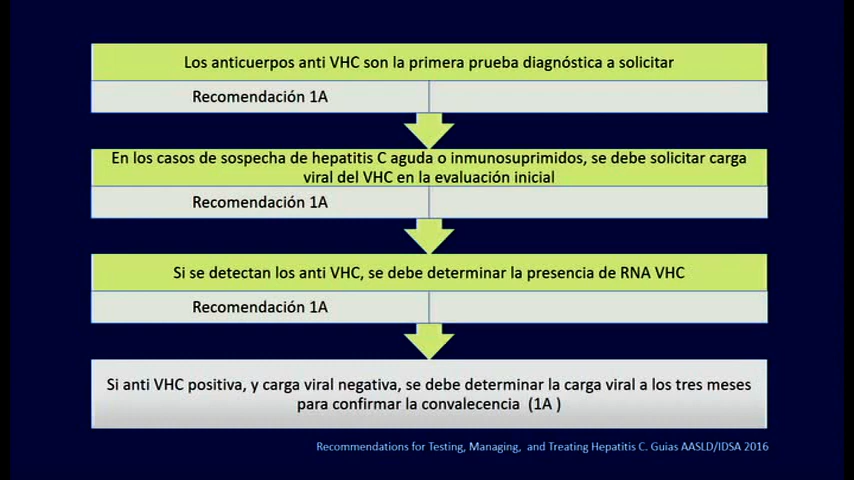 Los anticuerpos anti VHC son la primera prueba diagnóstica a solicitar
Recomendación 1A
En los casos de sospecha de hepatitis C aguda o inmunosuprimidos, se debe solicitar carga
viral del VHC en la evaluación inicial
Recomendación 1A
Si se detectan los anti VHC, se debe determinar la presencia de RNA VHC
Recomendación 1A
Si anti VHC positiva, y carga viral negativa, se debe determinar la carga viral a los tres meses
para confirmar la convalecencia (1A )
Recommendations for Testing, Managing, and Treating Hepatitis C. Guias AASLD/IDSA 2016